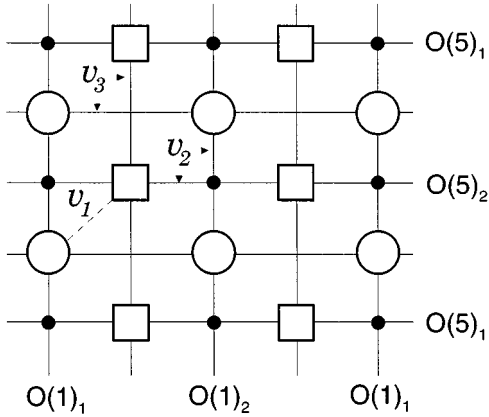 O(5)₁
v₃
v₂
O(5)₂
v₁
O(5)₁
O(1)₁ O(1)₂ O(1)₁